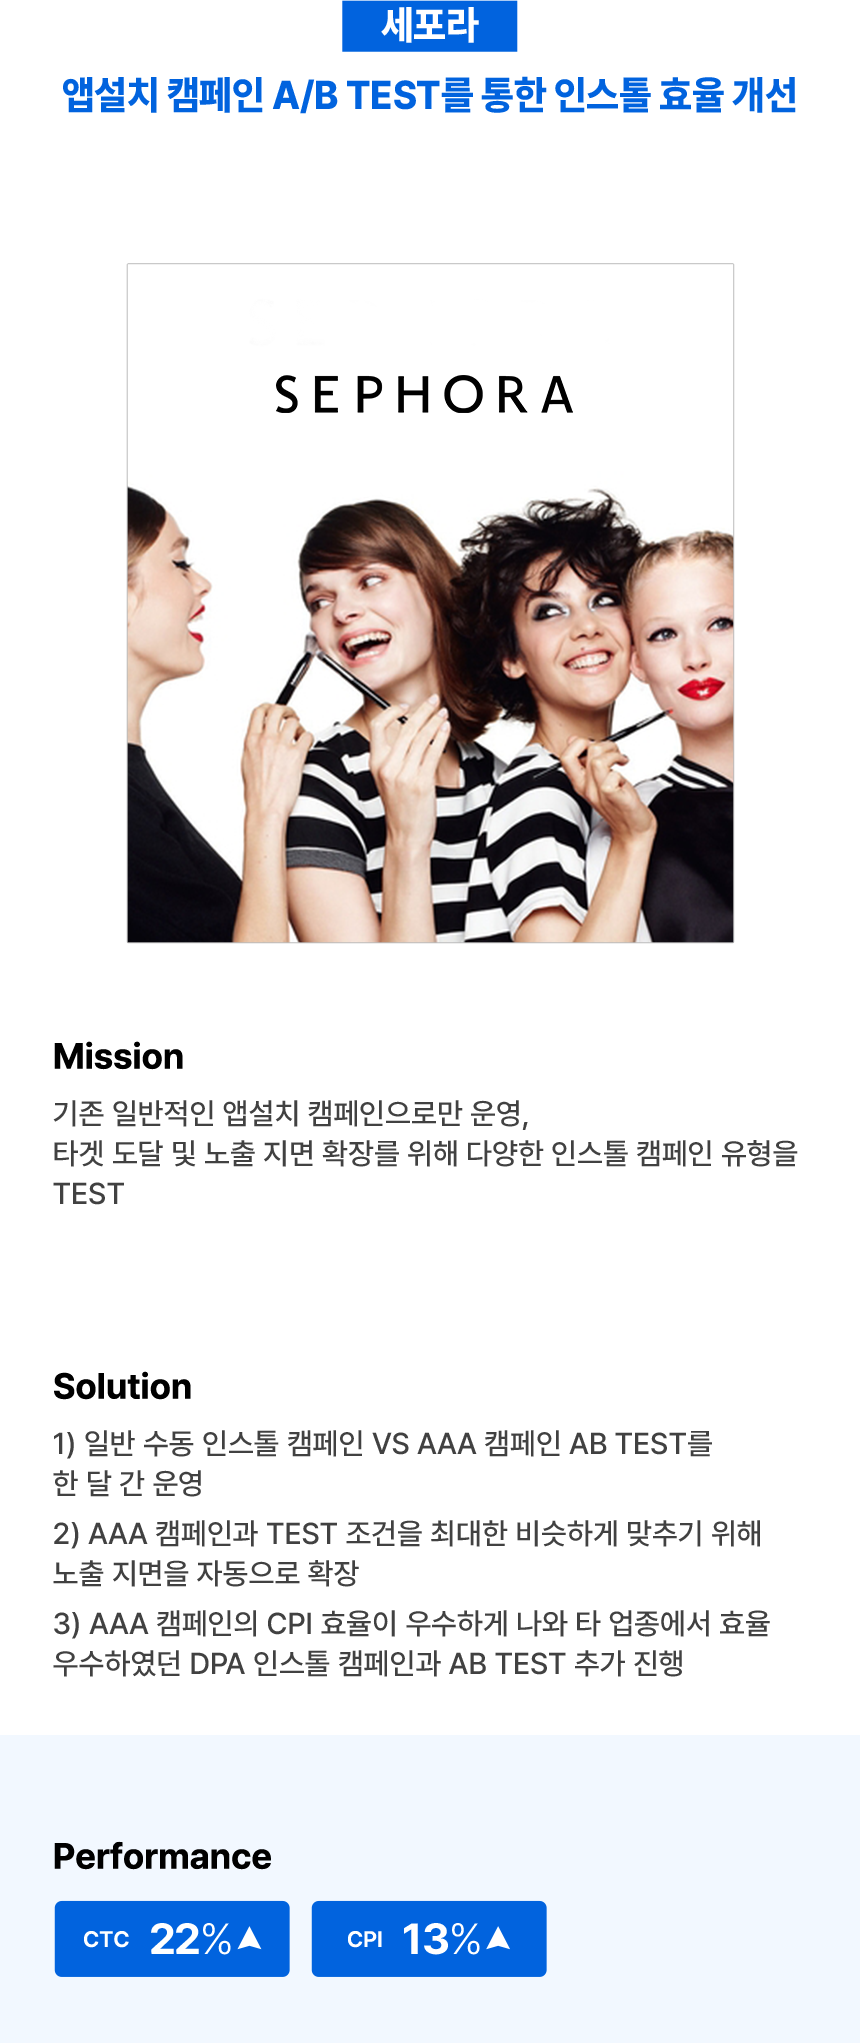 세포라
앱설치 캠페인 A/B TEST를 통한 인스톨 효율 개선
SEPHORA
Mission
기존 일반적인 앱설치 캠페인으로만 운영,
타겟 도달 및 노출 지면 확장를 위해 다양한 인스톨 캠페인 유형을
TEST
Solution
1) 일반 수동 인스톨 캠페인 VS AAA 캠페인 AB TEST를
한 달 간 운영
2) AAA 캠페인과 TEST 조건을 최대한 비슷하게 맞추기 위해
노출 지면을 자동으로 확장
3) AAA 캠페인의 CPI 효율이 우수하게 나와 타 업종에서 효율
우수하였던 DPA 인스톨 캠페인과 AB TEST 추가 진행
Performance
CTC 22%
CPI 13%